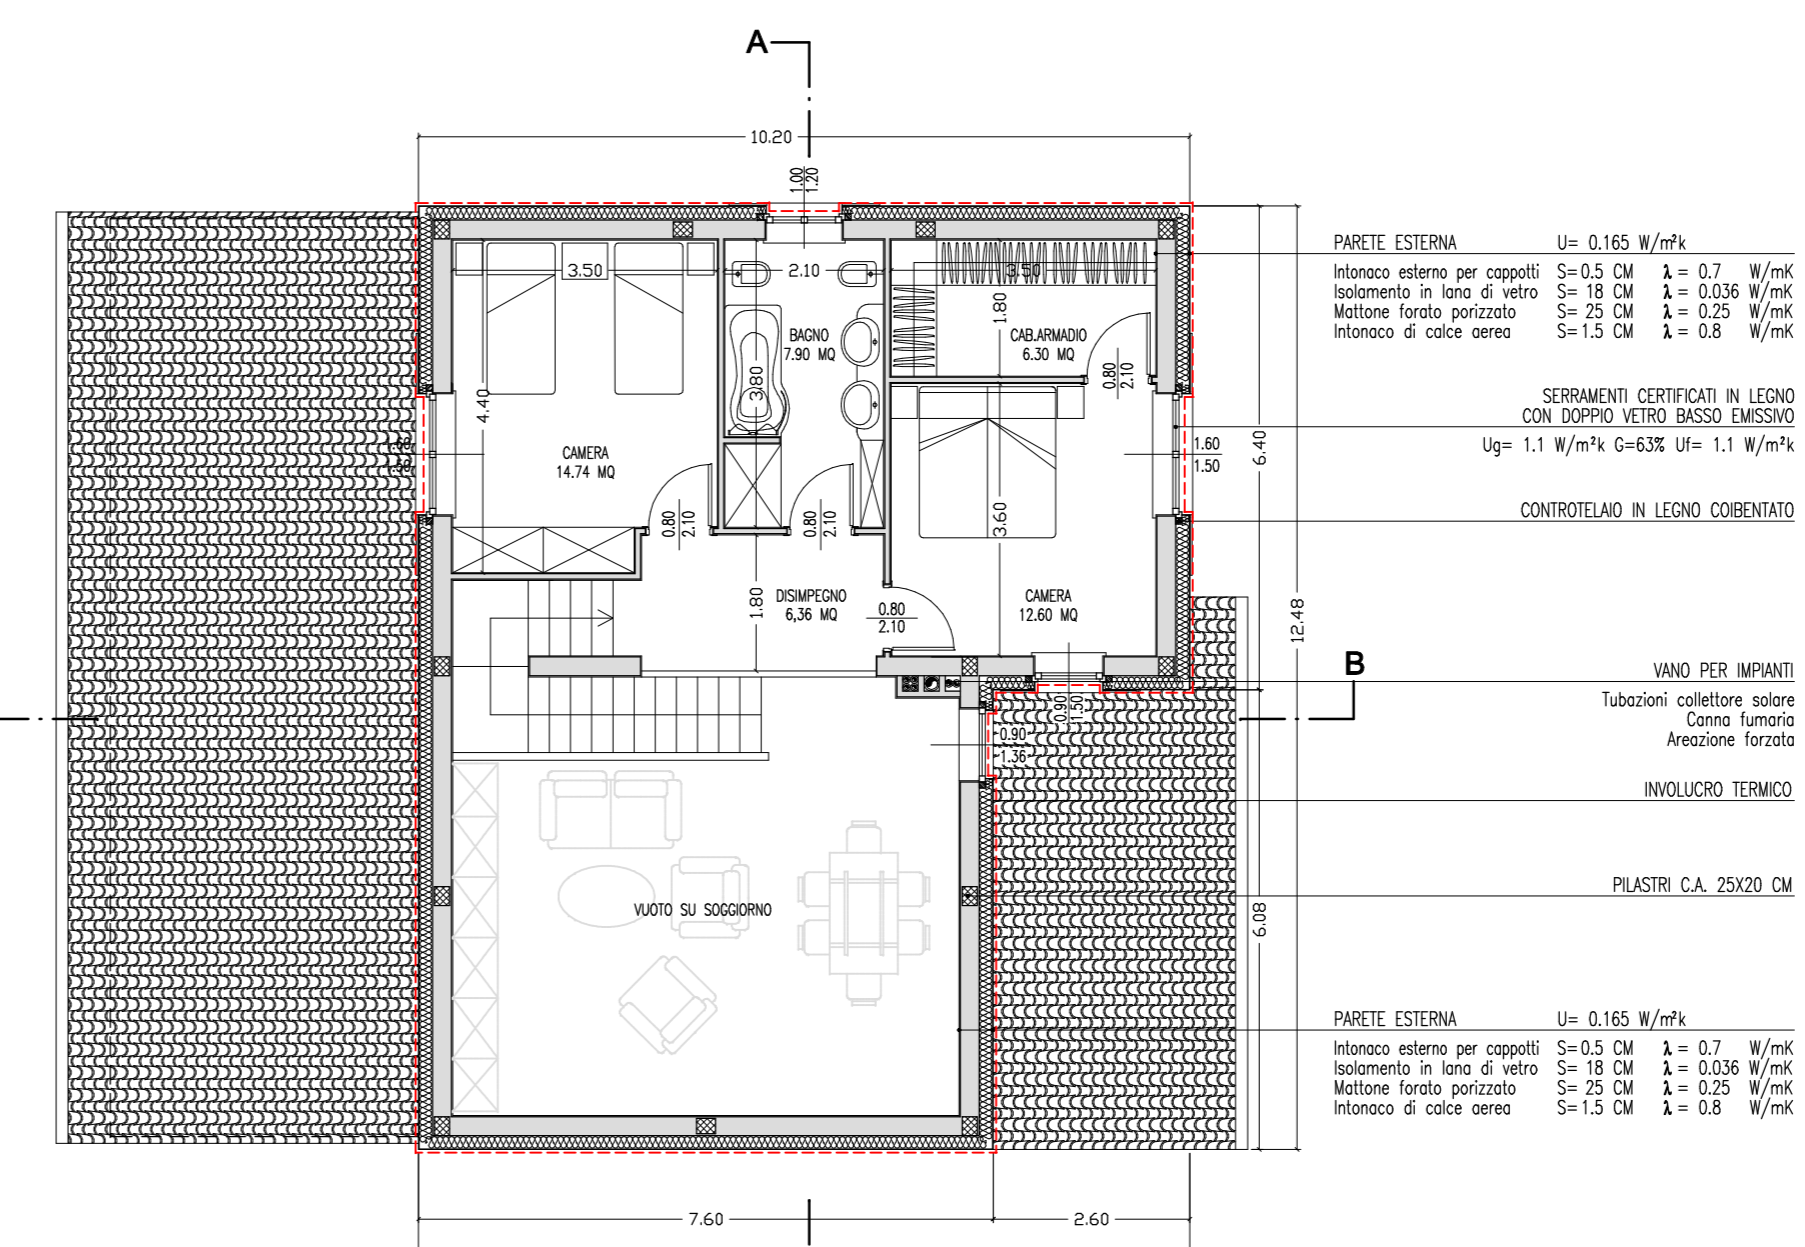 A
10.20
1.00
1.20
3.50
2.10
3.50
1.80
BAGNO
7.90 MQ
CAB.ARMADIO
6.30 MQ
0.80
2.10
3.80
4.40
1.60
1.50
CAMERA
14.74 MQ
1.60
1.50
6.40
0.80
2.10
0.80
2.10
3.60
1.80
DISIMPEGNO
6,36 MQ
0.80
2.10
CAMERA
12.60 MQ
12.48
B
0.90
1.50
0.90
1.36
VUOTO SU SOGGIORNO
6.08
7.60
2.60
PARETE ESTERNA U= 0.165 W/m²k
Intonaco esterno per cappotti S=0.5 CM λ = 0.7 W/mK
Isolamento in lana di vetro S= 18 CM λ = 0.036 W/mK
Mattone forato porizzato S= 25 CM λ = 0.25 W/mK
Intonaco di calce aerea S=1.5 CM λ = 0.8 W/mK
SERRAMENTI CERTIFICATI IN LEGNO
CON DOPPIO VETRO BASSO EMISSIVO
Ug= 1.1 W/m²k G=63% Uf= 1.1 W/m²k
CONTROTELAIO IN LEGNO COIBENTATO
VANO PER IMPIANTI
Tubazioni collettore solare
Canna fumaria
Areazione forzata
INVOLUCRO TERMICO
PILASTRI C.A. 25X20 CM
PARETE ESTERNA U= 0.165 W/m²k
Intonaco esterno per cappotti S=0.5 CM λ = 0.7 W/mK
Isolamento in lana di vetro S= 18 CM λ = 0.036 W/mK
Mattone forato porizzato S= 25 CM λ = 0.25 W/mK
Intonaco di calce aerea S=1.5 CM λ = 0.8 W/mK